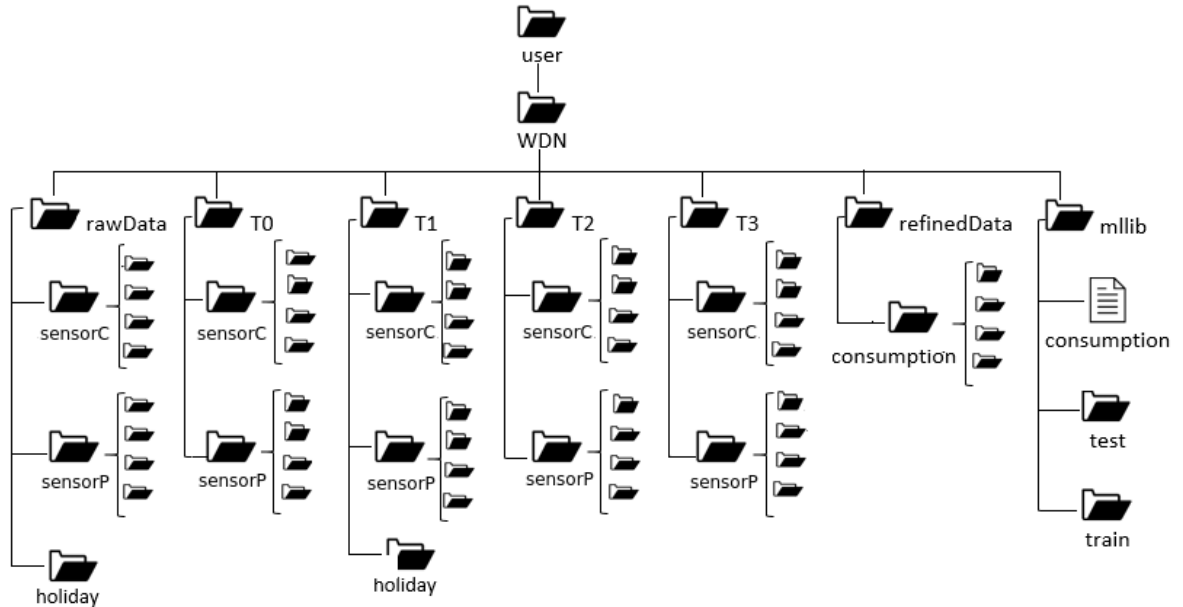 user
WDN
rawData
T0
T1
T2
T3
refinedData
mllib
sensorC
sensorC
sensorC
sensorC
sensorC
consumption
consumption
test
sensorP
sensorP
sensorP
sensorP
sensorP
train
holiday
holiday